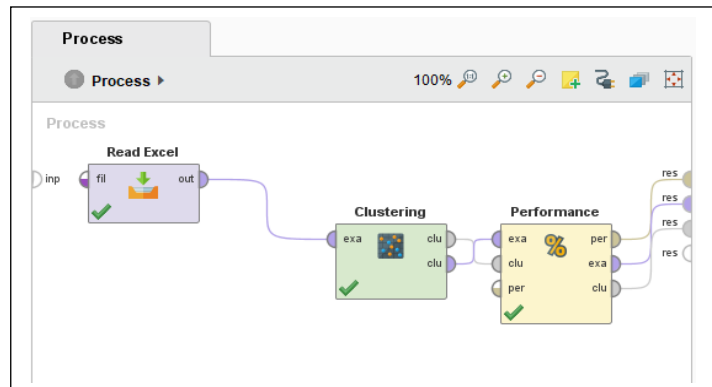 Process
Process
100%
Process
Read Excel
inp
fil
out
Clustering
exa
clu
clu
Performance
exa
clu
per
%
per
exa
clu
res
res
res
res